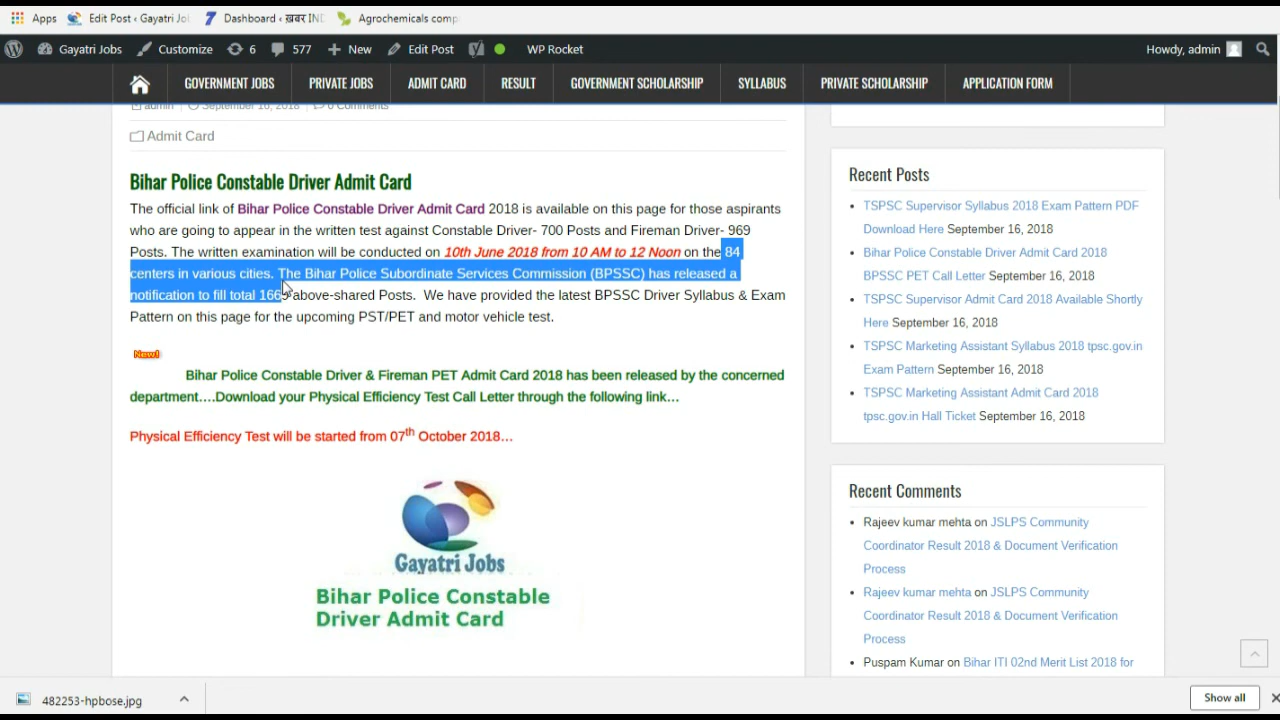 Apps Edit Post ‹ Gayatri Jo Dashboard ‹ ख़बर IND Agrochemicals comp
Gayatri Jobs Customize 6 577 New Edit Post WP Rocket Howdy, admin
GOVERNMENT JOBS PRIVATE JOBS ADMIT CARD RESULT GOVERNMENT SCHOLARSHIP SYLLABUS PRIVATE SCHOLARSHIP APPLICATION FORM
admin September 16, 2018 0 Comments
Admit Card
Bihar Police Constable Driver Admit Card
The official link of Bihar Police Constable Driver Admit Card 2018 is available on this page for those aspirants
who are going to appear in the written test against Constable Driver- 700 Posts and Fireman Driver- 969
Posts. The written examination will be conducted on 10th June 2018 from 10 AM to 12 Noon on the 84
centers in various cities. The Bihar Police Subordinate Services Commission (BPSSC) has released a
notification to fill total 1669 above-shared Posts. We have provided the latest BPSSC Driver Syllabus & Exam
Pattern on this page for the upcoming PST/PET and motor vehicle test.
New!
Bihar Police Constable Driver & Fireman PET Admit Card 2018 has been released by the concerned
department….Download your Physical Efficiency Test Call Letter through the following link…
Physical Efficiency Test will be started from 07th October 2018…
Gayatri Jobs
Bihar Police Constable
Driver Admit Card
Recent Posts
TSPSC Supervisor Syllabus 2018 Exam Pattern PDF
Download Here September 16, 2018
Bihar Police Constable Driver Admit Card 2018
BPSSC PET Call Letter September 16, 2018
TSPSC Supervisor Admit Card 2018 Available Shortly
Here September 16, 2018
TSPSC Marketing Assistant Syllabus 2018 tpsc.gov.in
Exam Pattern September 16, 2018
TSPSC Marketing Assistant Admit Card 2018
tpsc.gov.in Hall Ticket September 16, 2018
Recent Comments
Rajeev kumar mehta on JSLPS Community
Coordinator Result 2018 & Document Verification
Process
Rajeev kumar mehta on JSLPS Community
Coordinator Result 2018 & Document Verification
Process
Puspam Kumar on Bihar ITI 02nd Merit List 2018 for
482253-hpbose.jpg
Show all